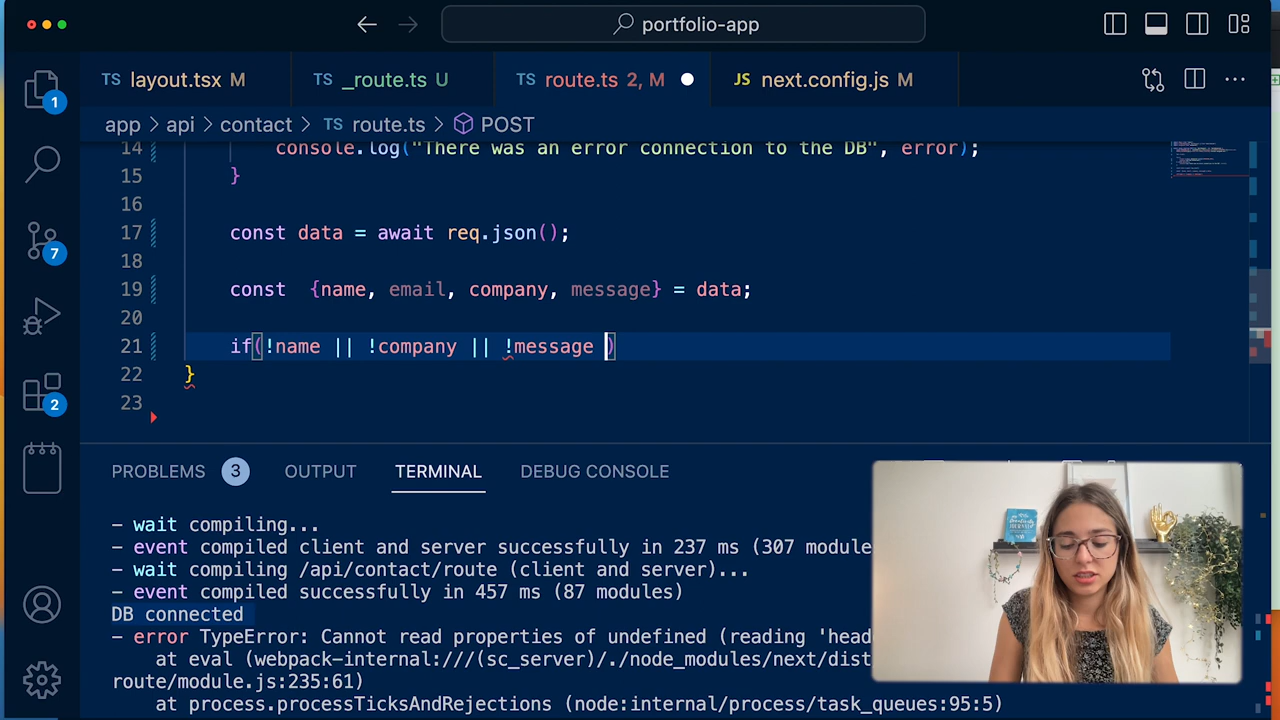 portfolio-app
TS layout.tsx M TS _route.ts U TS route.ts 2, M JS next.config.js M
app > api > contact > TS route.ts > POST
14 console.log("There was an error connection to the DB", error);
15 }
16
17 const data = await req.json();
18
19 const {name, email, company, message} = data;
20
21 if(!name || !company || !message )
22 }
23
1
7
2
PROBLEMS 3 OUTPUT TERMINAL DEBUG CONSOLE
- wait compiling...
- event compiled client and server successfully in 237 ms (307 module
- wait compiling /api/contact/route (client and server)...
- event compiled successfully in 457 ms (87 modules)
DB connected
- error TypeError: Cannot read properties of undefined (reading 'head
at eval (webpack-internal:///(sc_server)/./node_modules/next/dist
route/module.js:235:61)
at process.processTicksAndRejections (node:internal/process/task_queues:95:5)